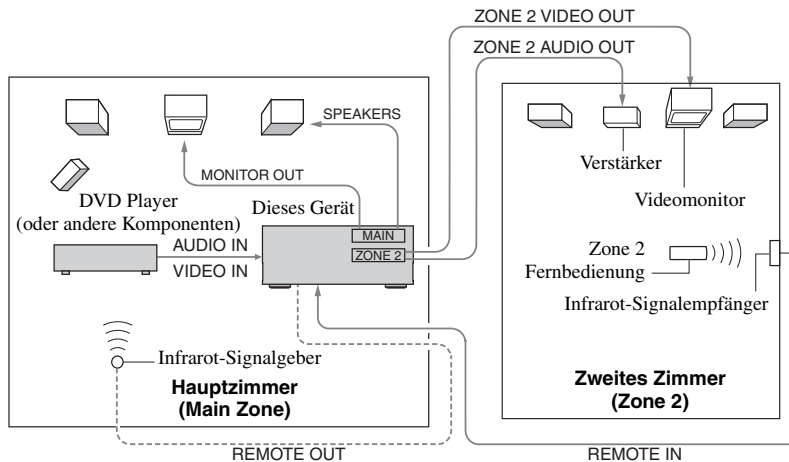 ZONE 2 VIDEO OUT
ZONE 2 AUDIO OUT
SPEAKERS
MONITOR OUT
DVD Player
(oder andere Komponenten)
Dieses Gerät
MAIN
ZONE 2
AUDIO IN
VIDEO IN
Infrarot-Signalgeber
Hauptzimmer
(Main Zone)
REMOTE OUT
Verstärker
Videomonitor
Zone 2
Fernbedienung
Infrarot-Signalempfänger
Zweites Zimmer
(Zone 2)
REMOTE IN